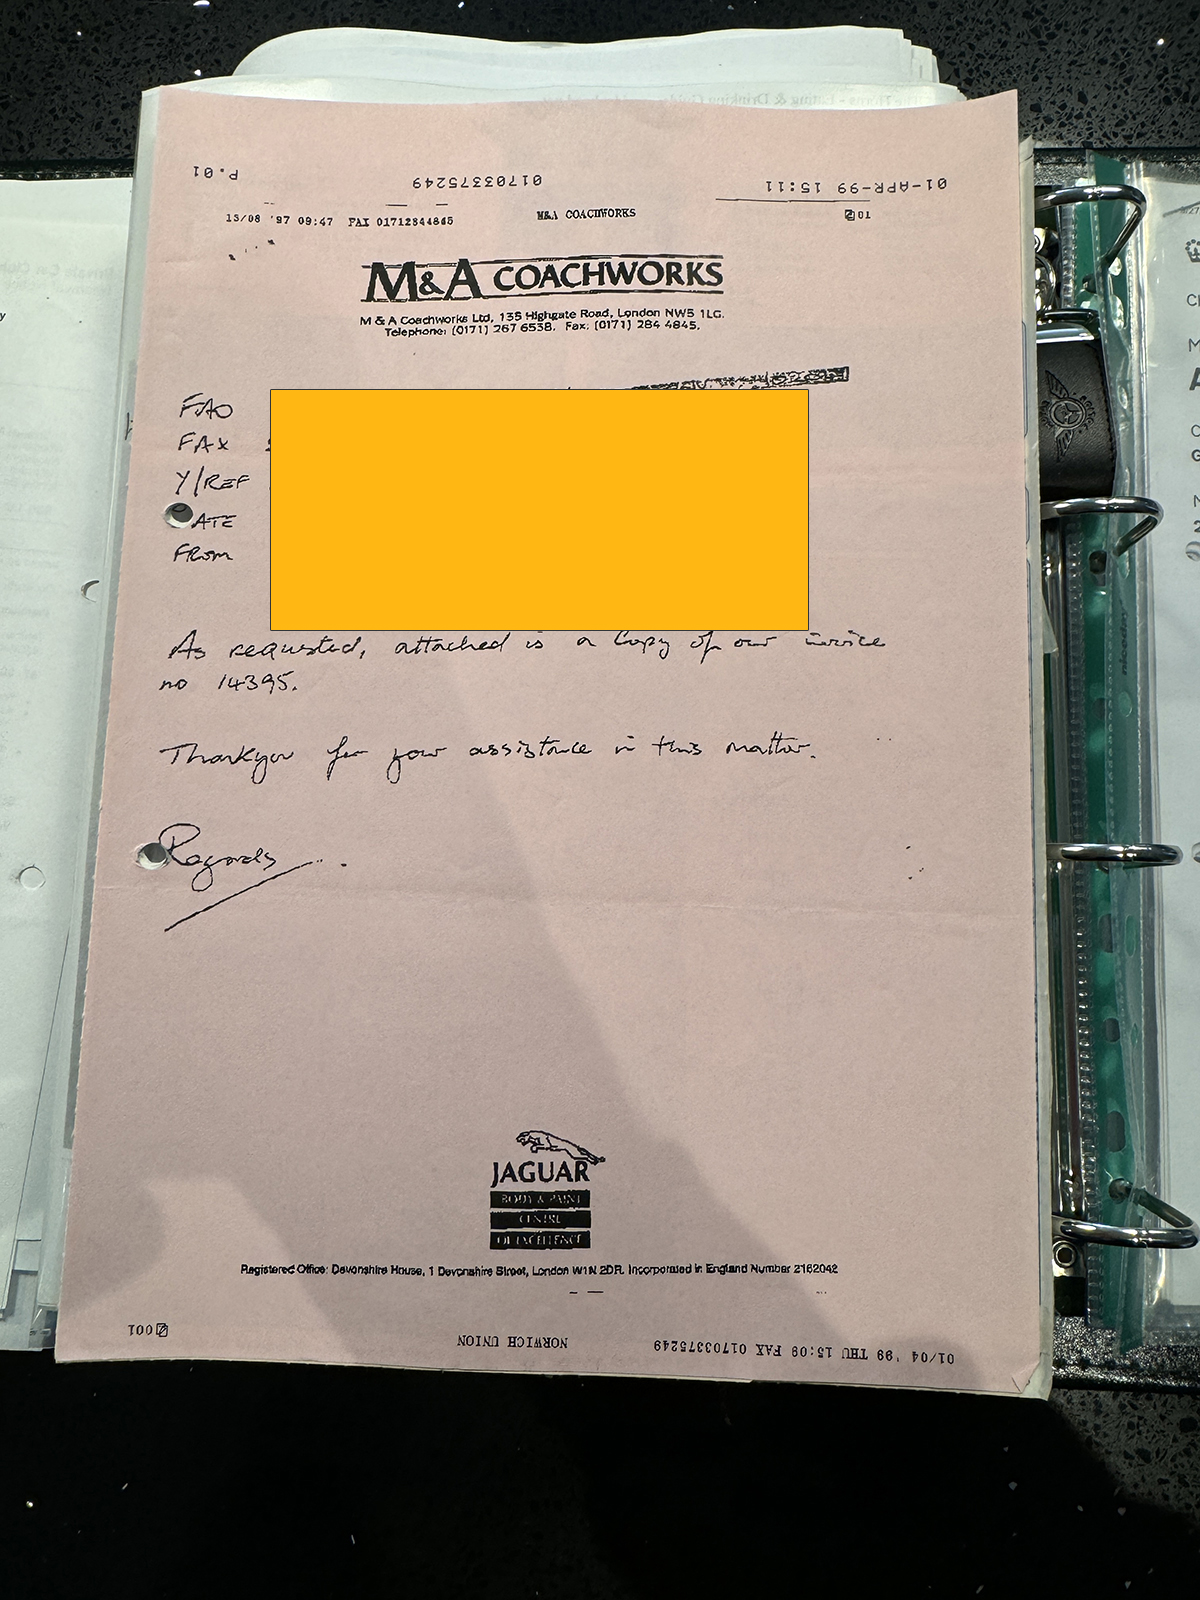 P.01 01703375249 01-APR-99 15:11
13/08 '97 09:47 FAX 01712844845 M&A COACHWORKS 01
M&A COACHWORKS
M & A Coachworks Ltd, 135 Highgate Road, London NW5 1LG.
Telephone: (0171) 267 6538. Fax: (0171) 284 4845.
FAO
FAX
Y/REF
DATE
FROM
As requested, attached is a Copy of our invoice
no 14395.
Thankyou for your assistance in this matter.
Regards
JAGUAR
BODY & PAINT
CENTRE
OF EXCELLENCE
Registered Office: Devonshire House, 1 Devonshire Street, London W1N 2DR. Incorporated in England Number 2162042
001 NORWICH UNION 01/04 '99 THU 15:09 FAX 01703375249